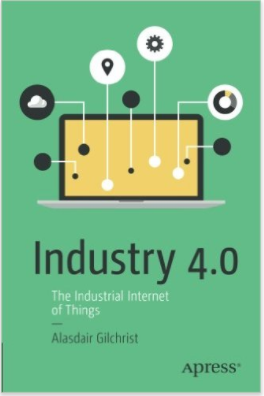 Industry 4.0
The Industrial Internet
of Things
Alasdair Gilchrist
Apress®